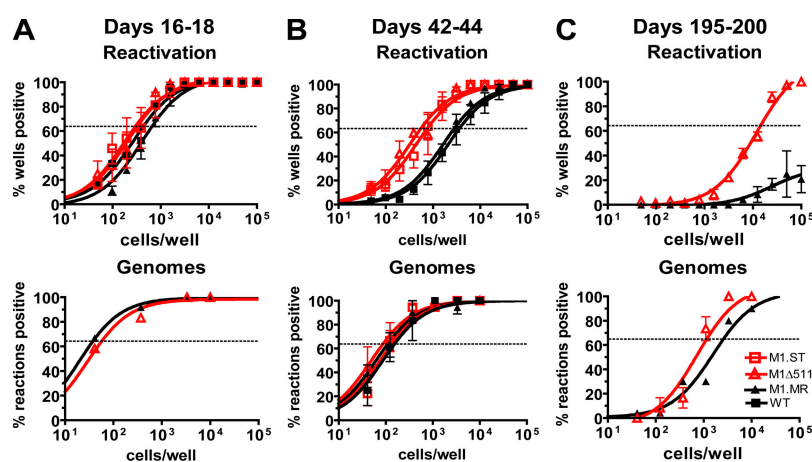 A Days 16-18 B Days 42-44 C Days 195-200
Reactivation Reactivation Reactivation
% wells positive
100
80
60
40
20
0
10¹ 10² 10³ 10⁴ 10⁵
cells/well
% wells positive
100
80
60
40
20
0
10¹ 10² 10³ 10⁴ 10⁵
cells/well
% wells positive
100
80
60
40
20
0
10¹ 10² 10³ 10⁴ 10⁵
cells/well
Genomes Genomes Genomes
% reactions positive
100
80
60
40
20
0
10¹ 10² 10³ 10⁴ 10⁵
cells/well
% reactions positive
100
80
60
40
20
0
10¹ 10² 10³ 10⁴ 10⁵
cells/well
% reactions positive
100
80
60
40
20
0
10¹ 10² 10³ 10⁴ 10⁵
cells/well
M1.ST
M1Δ511
M1.MR
WT